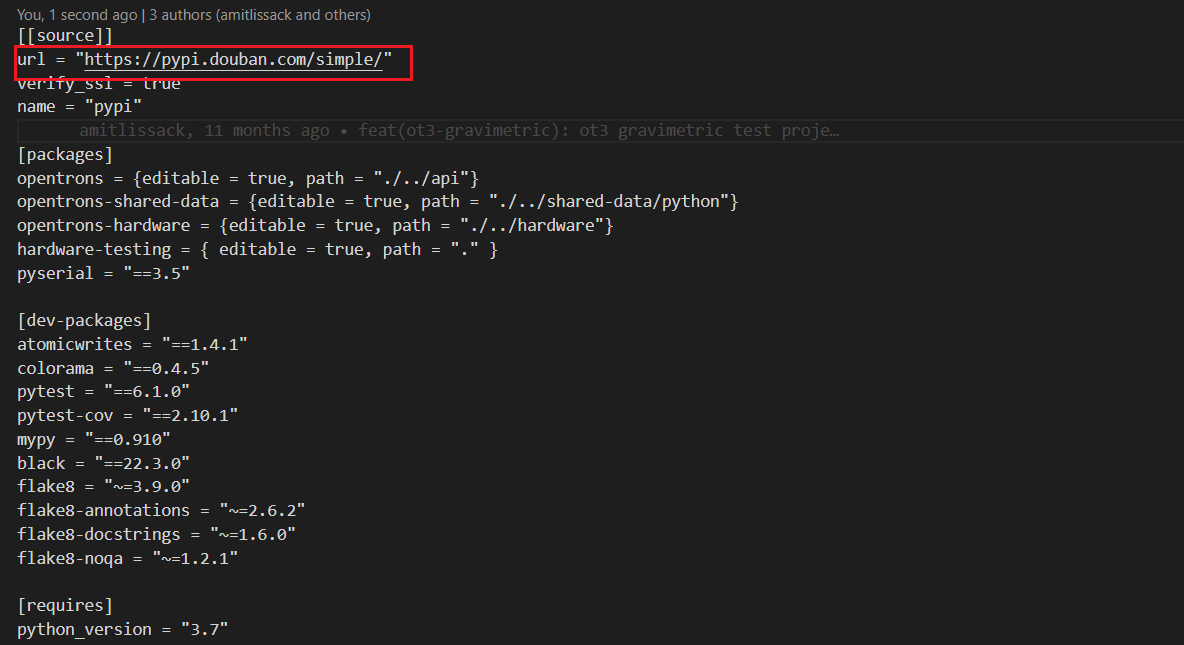 You, 1 second ago | 3 authors (amitlissack and others)
[[source]]
url = "https://pypi.douban.com/simple/"
verify_ssl = true
name = "pypi"
amitlissack, 11 months ago • feat(ot3-gravimetric): ot3 gravimetric test proje…
[packages]
opentrons = {editable = true, path = "./../api"}
opentrons-shared-data = {editable = true, path = "./../shared-data/python"}
opentrons-hardware = {editable = true, path = "./../hardware"}
hardware-testing = { editable = true, path = "." }
pyserial = "==3.5"
[dev-packages]
atomicwrites = "==1.4.1"
colorama = "==0.4.5"
pytest = "==6.1.0"
pytest-cov = "==2.10.1"
mypy = "==0.910"
black = "==22.3.0"
flake8 = "~=3.9.0"
flake8-annotations = "~=2.6.2"
flake8-docstrings = "~=1.6.0"
flake8-noqa = "~=1.2.1"
[requires]
python_version = "3.7"